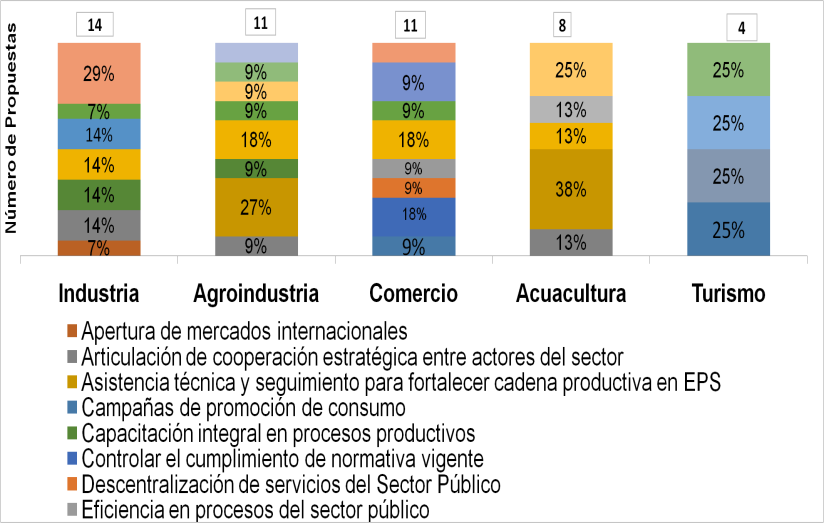 14 11 11 8 4
Número de Propuestas
29%
7%
14%
14%
14%
14%
7%
9%
9%
9%
18%
9%
27%
9%
9%
9%
18%
9%
9%
18%
9%
25%
13%
13%
38%
13%
25%
25%
25%
25%
Industria Agroindustria Comercio Acuacultura Turismo
Apertura de mercados internacionales
Articulación de cooperación estratégica entre actores del sector
Asistencia técnica y seguimiento para fortalecer cadena productiva en EPS
Campañas de promoción de consumo
Capacitación integral en procesos productivos
Controlar el cumplimiento de normativa vigente
Descentralización de servicios del Sector Público
Eficiencia en procesos del sector público